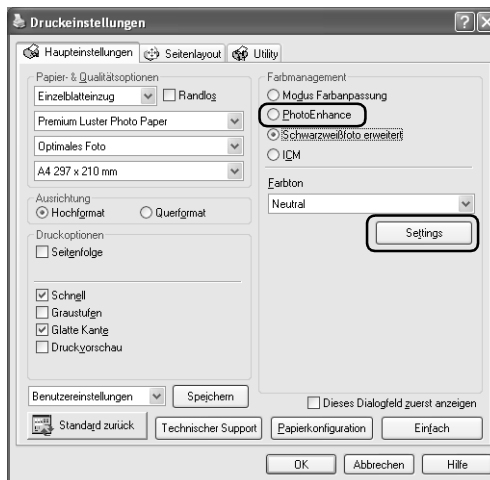 Druckeinstellungen
Haupteinstellungen Seitenlayout Utility
Papier- & Qualitätsoptionen
Einzelblatteinzug Randlos
Premium Luster Photo Paper
Optimales Foto
A4 297 x 210 mm
Ausrichtung
Hochformat Querformat
Druckoptionen
Seitenfolge
Schnell
Graustufen
Glatte Kante
Druckvorschau
Farbmanagement
Modus Farbanpassung
PhotoEnhance
Schwarzweißfoto erweitert
ICM
Farbton
Neutral
Settings
Benutzereinstellungen Speichern
Dieses Dialogfeld zuerst anzeigen
Standard zurück Technischer Support Papierkonfiguration Einfach
OK Abbrechen Hilfe